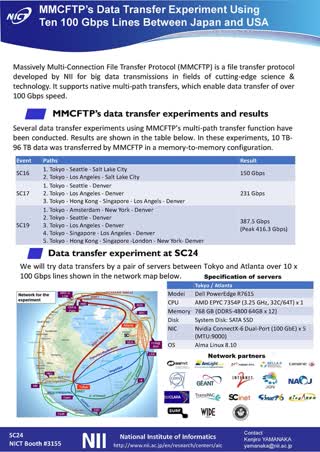 NICT
MMCFTP's Data Transfer Experiment Using
Ten 100 Gbps Lines Between Japan and USA
Massively Multi-Connection File Transfer Protocol (MMCFTP) is a file transfer protocol
developed by NII for big data transmissions in fields of cutting-edge science &
technology. It supports native multi-path transfers, which enable data transfer of over
100 Gbps speed.
MMCFTP's data transfer experiments and results
Several data transfer experiments using MMCFTP's multi-path transfer function have
been conducted. Results are shown in the table below. In these experiments, 10 TB-
96 TB data was transferred by MMCFTP in a memory-to-memory configuration.
Event Paths Result
SC16
1. Tokyo - Seattle - Salt Lake City
2. Tokyo - Los Angeles - Salt Lake City
150 Gbps
SC17
1. Tokyo - Seattle - Denver
2. Tokyo - Los Angeles - Denver
3. Tokyo - Hong Kong - Singapore - Los Angels - Denver
231 Gbps
SC19
1. Tokyo - Amsterdam - New York - Denver
2. Tokyo - Seattle - Denver
3. Tokyo - Los Angeles - Denver
4. Tokyo - Singapore - Los Angels - Denver
5. Tokyo - Hong Kong - Singapore -London - New York- Denver
387.5 Gbps
(Peak 416.3 Gbps)
Data transfer experiment at SC24
We will try data transfers by a pair of servers between Tokyo and Atlanta over 10 x
100 Gbps lines shown in the network map below.
Network for the
experiment
Specification of servers
Tokyo / Atlanta
Model Dell PowerEdge R7615
CPU AMD EPYC 7354P (3.25 GHz, 32C/64T) x 1
Memory 768 GB (DDR5-4800 64GB x 12)
Disk System Disk: SATA SSD
NIC Nvidia ConnectX-6 Dual-Port (100 GbE) x 5
(MTU:9000)
OS Alma Linux 8.10
Network partners
GÉANT
INTERNET
NAOJ
CLARA
TransPAC
SCinet
SURF
WIDE
SC24
NICT Booth #3155
NII
National Institute of Informatics
http://www.nii.ac.jp/en/research/centers/aic
Contact
Kenjiro YAMANAKA
yamanaka@nii.ac.jp